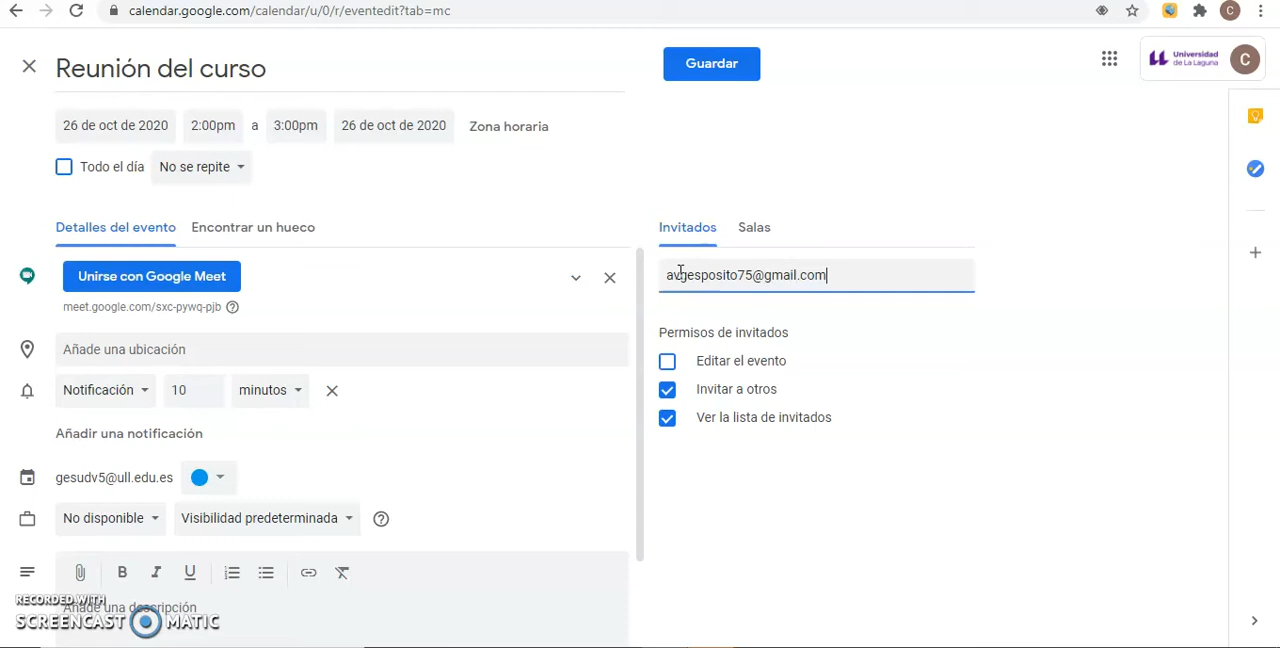 calendar.google.com/calendar/u/0/r/eventedit?tab=mc
C
Reunión del curso
Guardar
Universidad
de La Laguna
C
26 de oct de 2020
2:00pm
a
3:00pm
26 de oct de 2020
Zona horaria
Todo el día
No se repite
Detalles del evento
Encontrar un hueco
Invitados
Salas
Unirse con Google Meet
meet.google.com/sxc-pywq-pjb
Añade una ubicación
Notificación
10
minutos
Añadir una notificación
gesudv5@ull.edu.es
No disponible
Visibilidad predeterminada
B I U
Añade una descripción
RECORDED WITH
SCREENCAST MATIC
Permisos de invitados
Editar el evento
Invitar a otros
Ver la lista de invitados